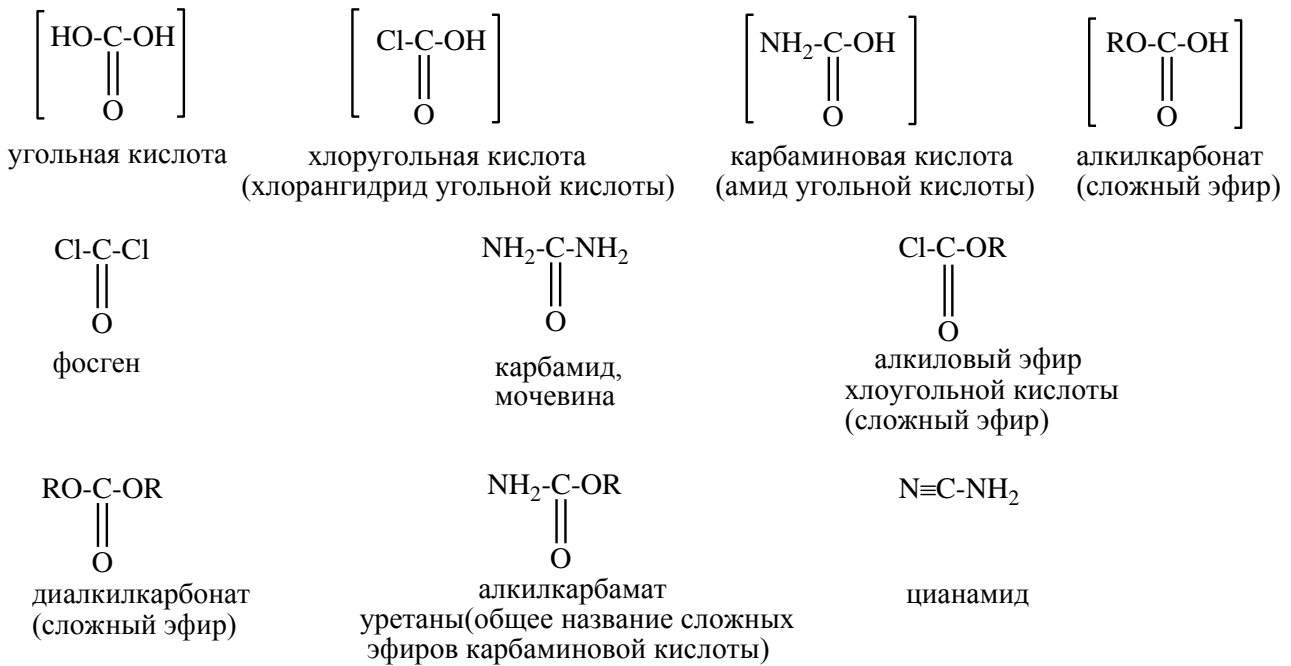 HO-C-OH
O
угольная кислота
Cl-C-OH
O
хлоругольная кислота
(хлорангидрид угольной кислоты)
NH₂-C-OH
O
карбаминовая кислота
(амид угольной кислоты)
RO-C-OH
O
алкилкарбонат
(сложный эфир)
Cl-C-Cl
O
фосген
NH₂-C-NH₂
O
карбамид,
мочевина
Cl-C-OR
O
алкиловый эфир
хлоугольной кислоты
(сложный эфир)
RO-C-OR
O
диалкилкарбонат
(сложный эфир)
NH₂-C-OR
O
алкилкарбамат
уретаны(общее название сложных
эфиров карбаминовой кислоты)
N≡C-NH₂
цианамид